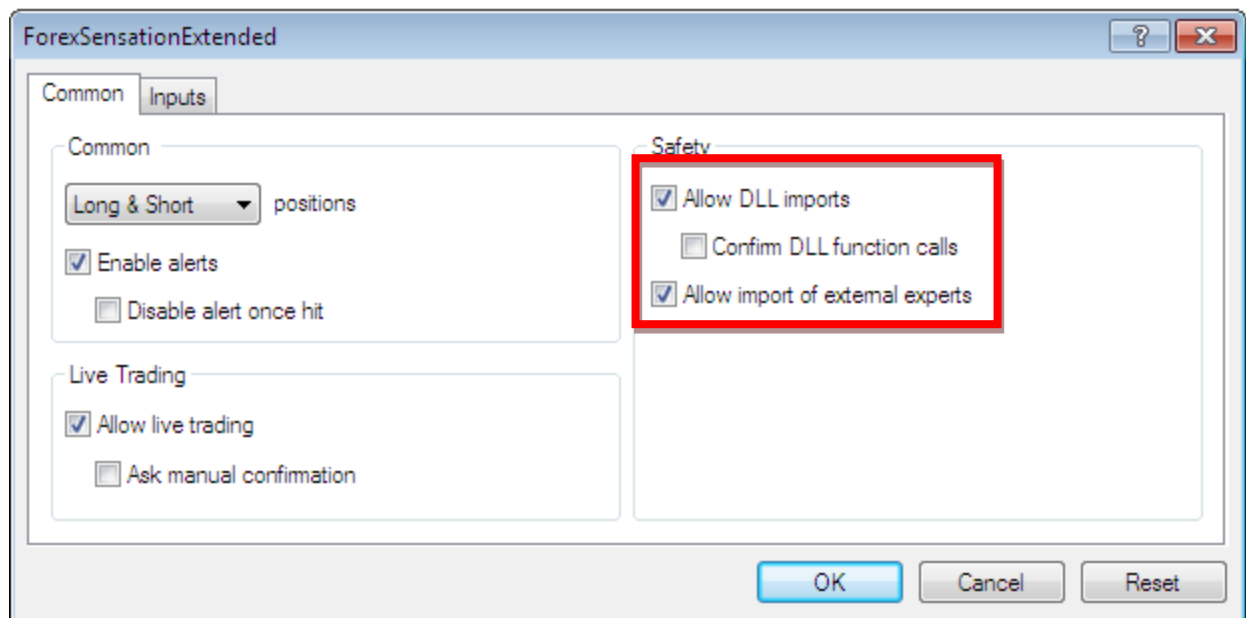 ForexSensationExtended
Common
Inputs
Common
Long & Short
positions
Enable alerts
Disable alert once hit
Live Trading
Allow live trading
Ask manual confirmation
Safety
Allow DLL imports
Confirm DLL function calls
Allow import of external experts
OK
Cancel
Reset